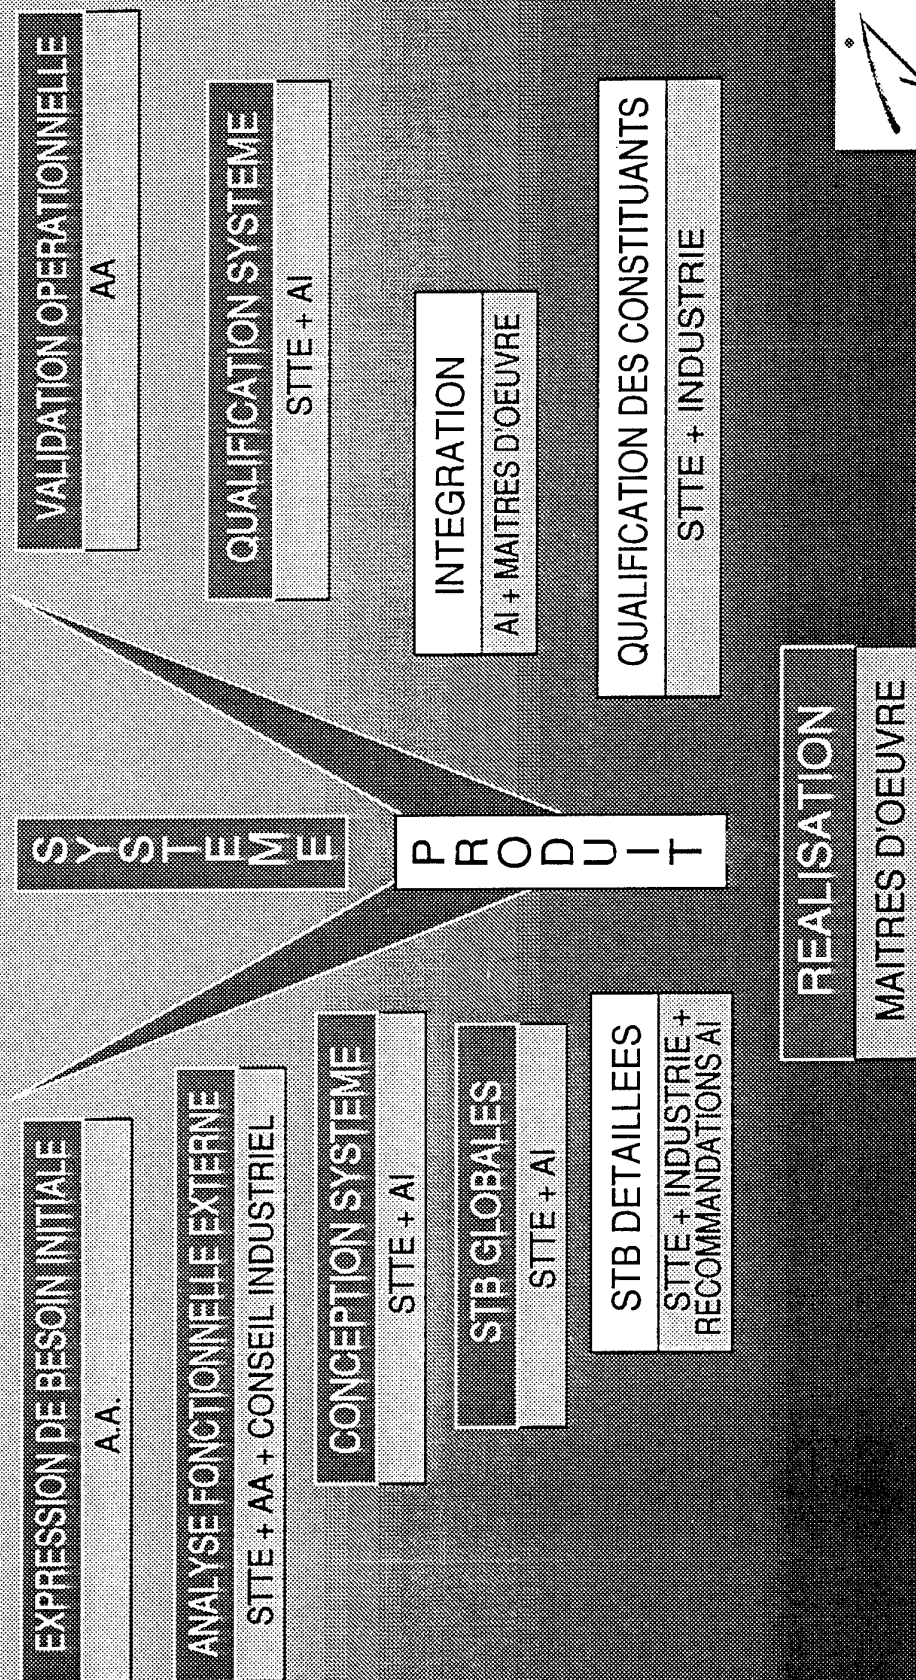 EXPRESSION DE BESOIN INITIALE
A.A.
ANALYSE FONCTIONNELLE EXTERNE
STTE + AA + CONSEIL INDUSTRIEL
CONCEPTION SYSTEME
STTE + AI
STB GLOBALES
STTE + AI
STB DETAILLEES
STTE + INDUSTRIE +
RECOMMANDATIONS AI
SYSTEME
PRODUIT
REALISATION
MAITRES D'OEUVRE
VALIDATION OPERATIONNELLE
AA
QUALIFICATION SYSTEME
STTE + AI
INTEGRATION
AI + MAITRES D'OEUVRE
QUALIFICATION DES CONSTITUANTS
STTE + INDUSTRIE